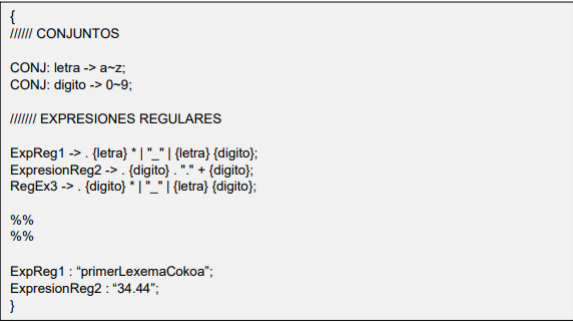 {
////// CONJUNTOS
CONJ: letra -> a~z;
CONJ: digito -> 0~9;
/////// EXPRESIONES REGULARES
ExpReg1 -> . {letra} * | "_" | {letra} {digito};
ExpresionReg2 -> . {digito} . "." + {digito};
RegEx3 -> . {digito} * | "_" | {letra} {digito};
%%
%%
ExpReg1 : “primerLexemaCokoa”;
ExpresionReg2 : “34.44”;
}